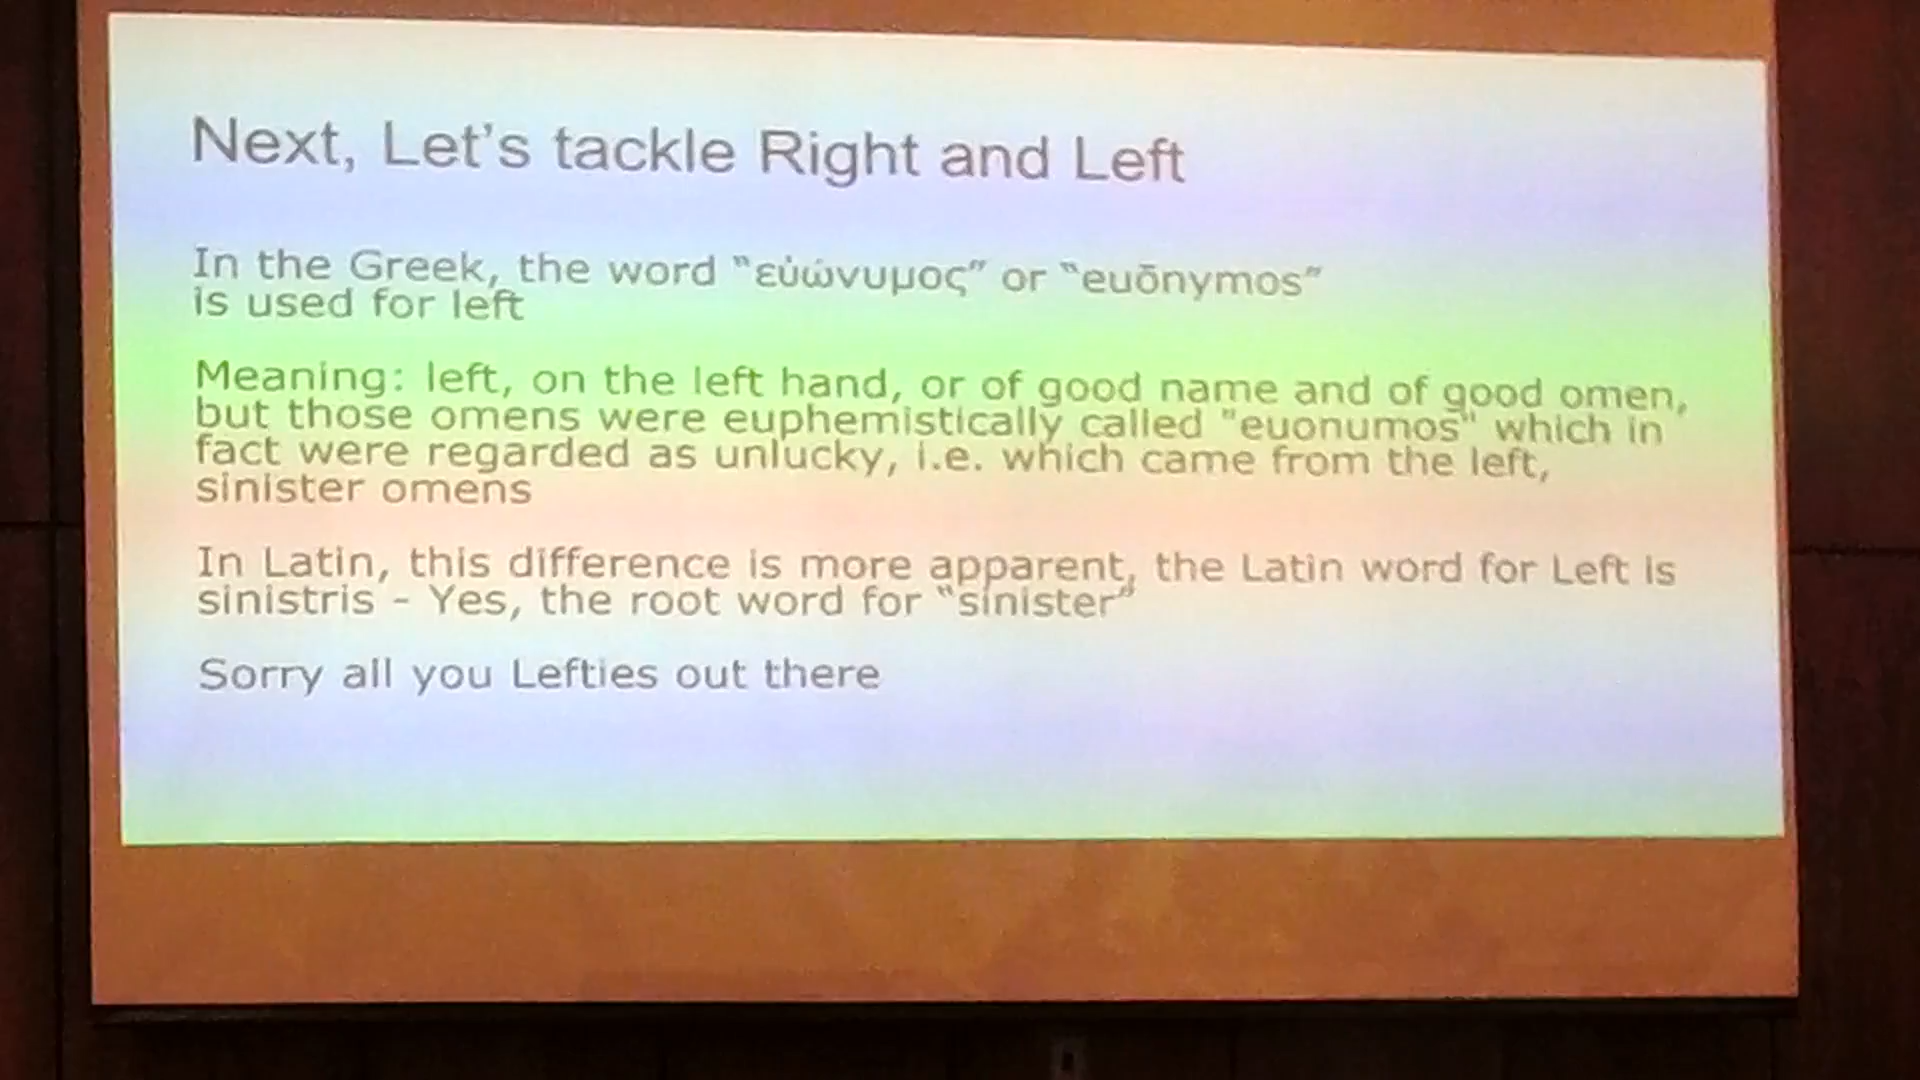 Next, Let's tackle Right and Left
In the Greek, the word "εὐώνυμος" or "euōnymos"
is used for left
Meaning: left, on the left hand, or of good name and of good omen,
but those omens were euphemistically called "euonumos" which in
fact were regarded as unlucky, i.e. which came from the left,
sinister omens
In Latin, this difference is more apparent, the Latin word for Left is
sinistris - Yes, the root word for "sinister"
Sorry all you Lefties out there